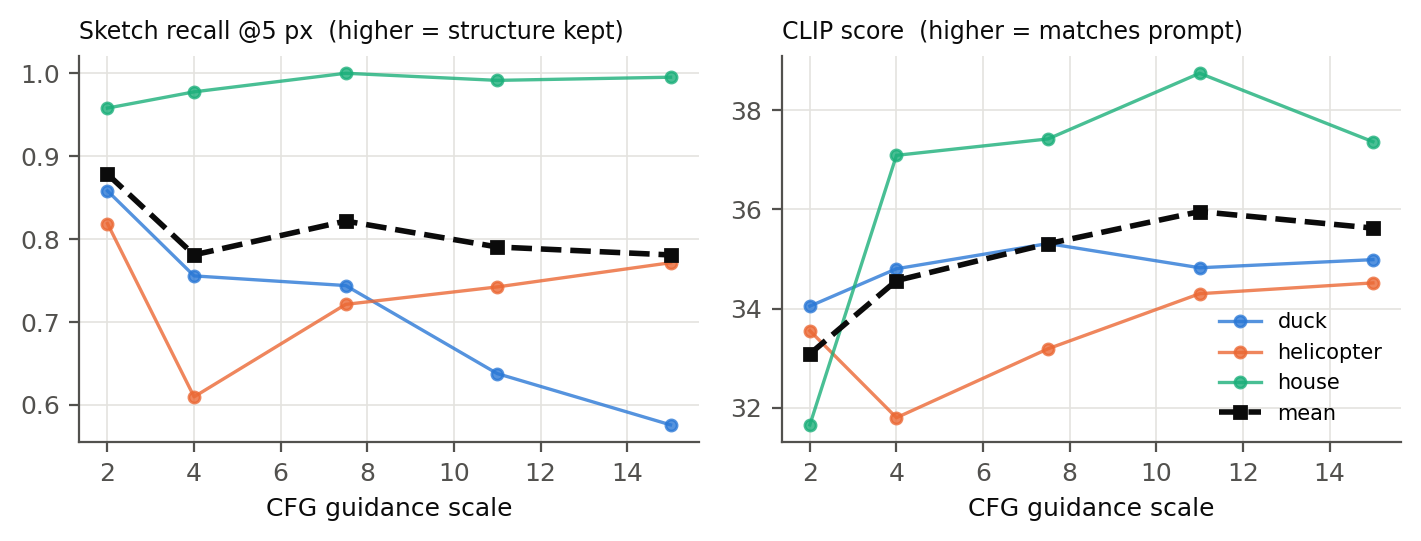 Sketch recall @5 px  (higher = structure kept)
1.0
0.9
0.8
0.7
0.6
2 4 6 8 10 12 14
CFG guidance scale
CLIP score  (higher = matches prompt)
38
36
34
32
duck
helicopter
house
mean
2 4 6 8 10 12 14
CFG guidance scale